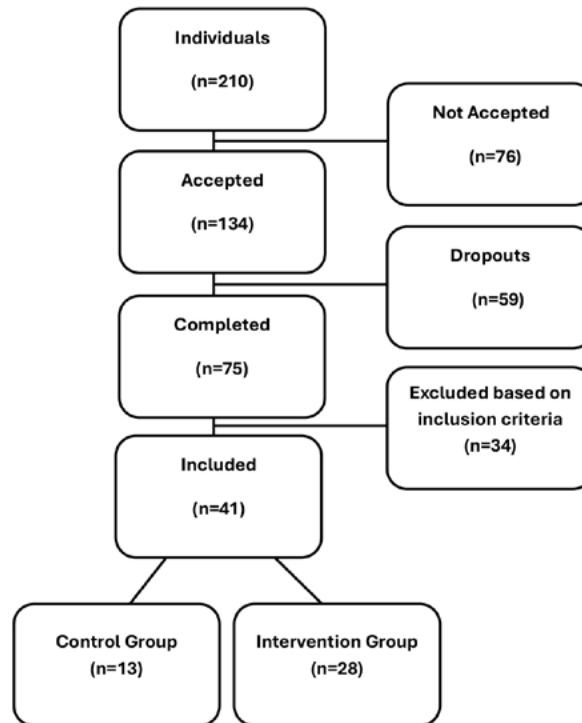 Individuals
(n=210)
Not Accepted
(n=76)
Accepted
(n=134)
Dropouts
(n=59)
Completed
(n=75)
Excluded based on
inclusion criteria
(n=34)
Included
(n=41)
Control Group
(n=13)
Intervention Group
(n=28)